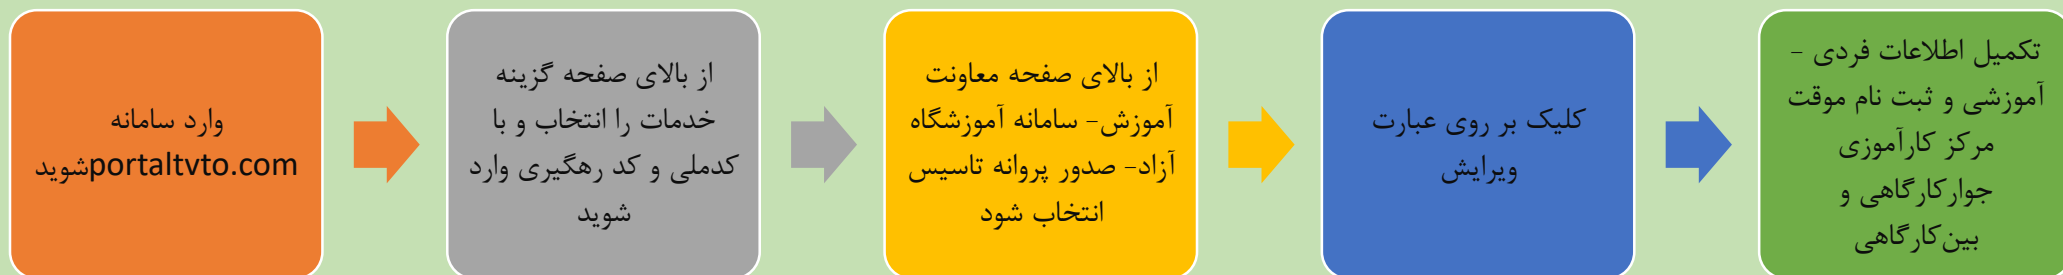 وارد سامانه
portaltvto.comشوید
از بالای صفحه گزینه
خدمات را انتخاب و با
کدملی و کد رهگیری وارد
شوید
از بالای صفحه معاونت
آموزش- سامانه آموزشگاه
آزاد- صدور پروانه تاسیس
انتخاب شود
کلیک بر روی عبارت
ویرایش
تکمیل اطلاعات فردی -
آموزشی و ثبت نام موقت
مرکز کارآموزی
جوارکارگاهی و
بین‌کارگاهی